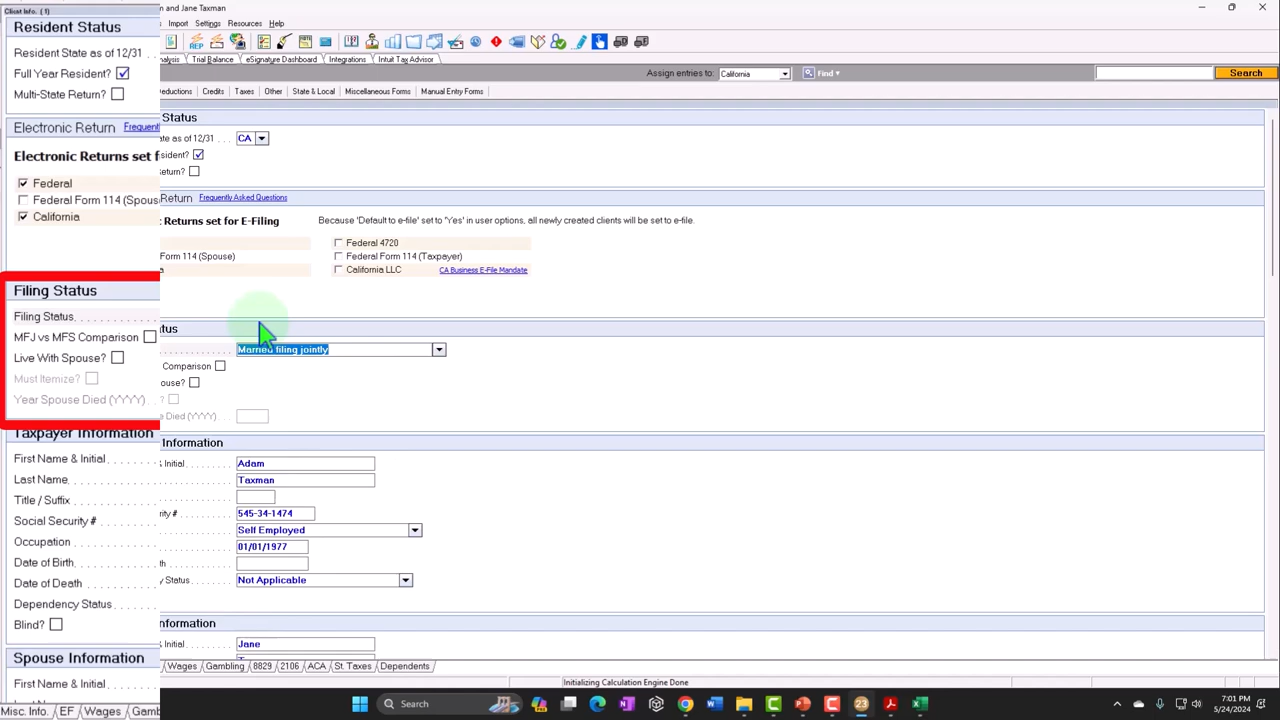 Client Info. (1)
n and Jane Taxman
Import Settings Resources Help
alysis Trial Balance eSignature Dashboard Integrations Intuit Tax Advisor
Assign entries to: California Find Search
eductions Credits Taxes Other State & Local Miscellaneous Forms Manual Entry Forms
Resident Status
Resident State as of 12/31
Full Year Resident?
Multi-State Return?
Electronic Return Frequently
Electronic Returns set f
Federal
Federal Form 114 (Spous
California
Filing Status
Filing Status
MFJ vs MFS Comparison
Live With Spouse?
Must Itemize?
Year Spouse Died (YYYY)
Taxpayer Information
First Name & Initial
Last Name
Title / Suffix
Social Security #
Occupation
Date of Birth
Date of Death
Dependency Status
Blind?
Spouse Information
First Name & Initial
Misc. Info. EF Wages Gamb
Status
ate as of 12/31 CA
sident?
Return?
Return Frequently Asked Questions
c Returns set for E-Filing Because 'Default to e-file' set to "Yes' in user options, all newly created clients will be set to e-file.
Federal 4720
Form 114 (Spouse) Federal Form 114 (Taxpayer)
a California LLC CA Business E-File Mandate
atus
Married filing jointly
Comparison
ouse?
?
e Died (YYYY)
Information
& Initial Adam
Taxman
rity # 545-34-1474
Self Employed
01/01/1977
th
y Status Not Applicable
nformation
& Initial Jane
Wages Gambling 8829 2106 ACA St. Taxes Dependents
Initializing Calculation Engine Done
Search
7:01 PM
5/24/2024